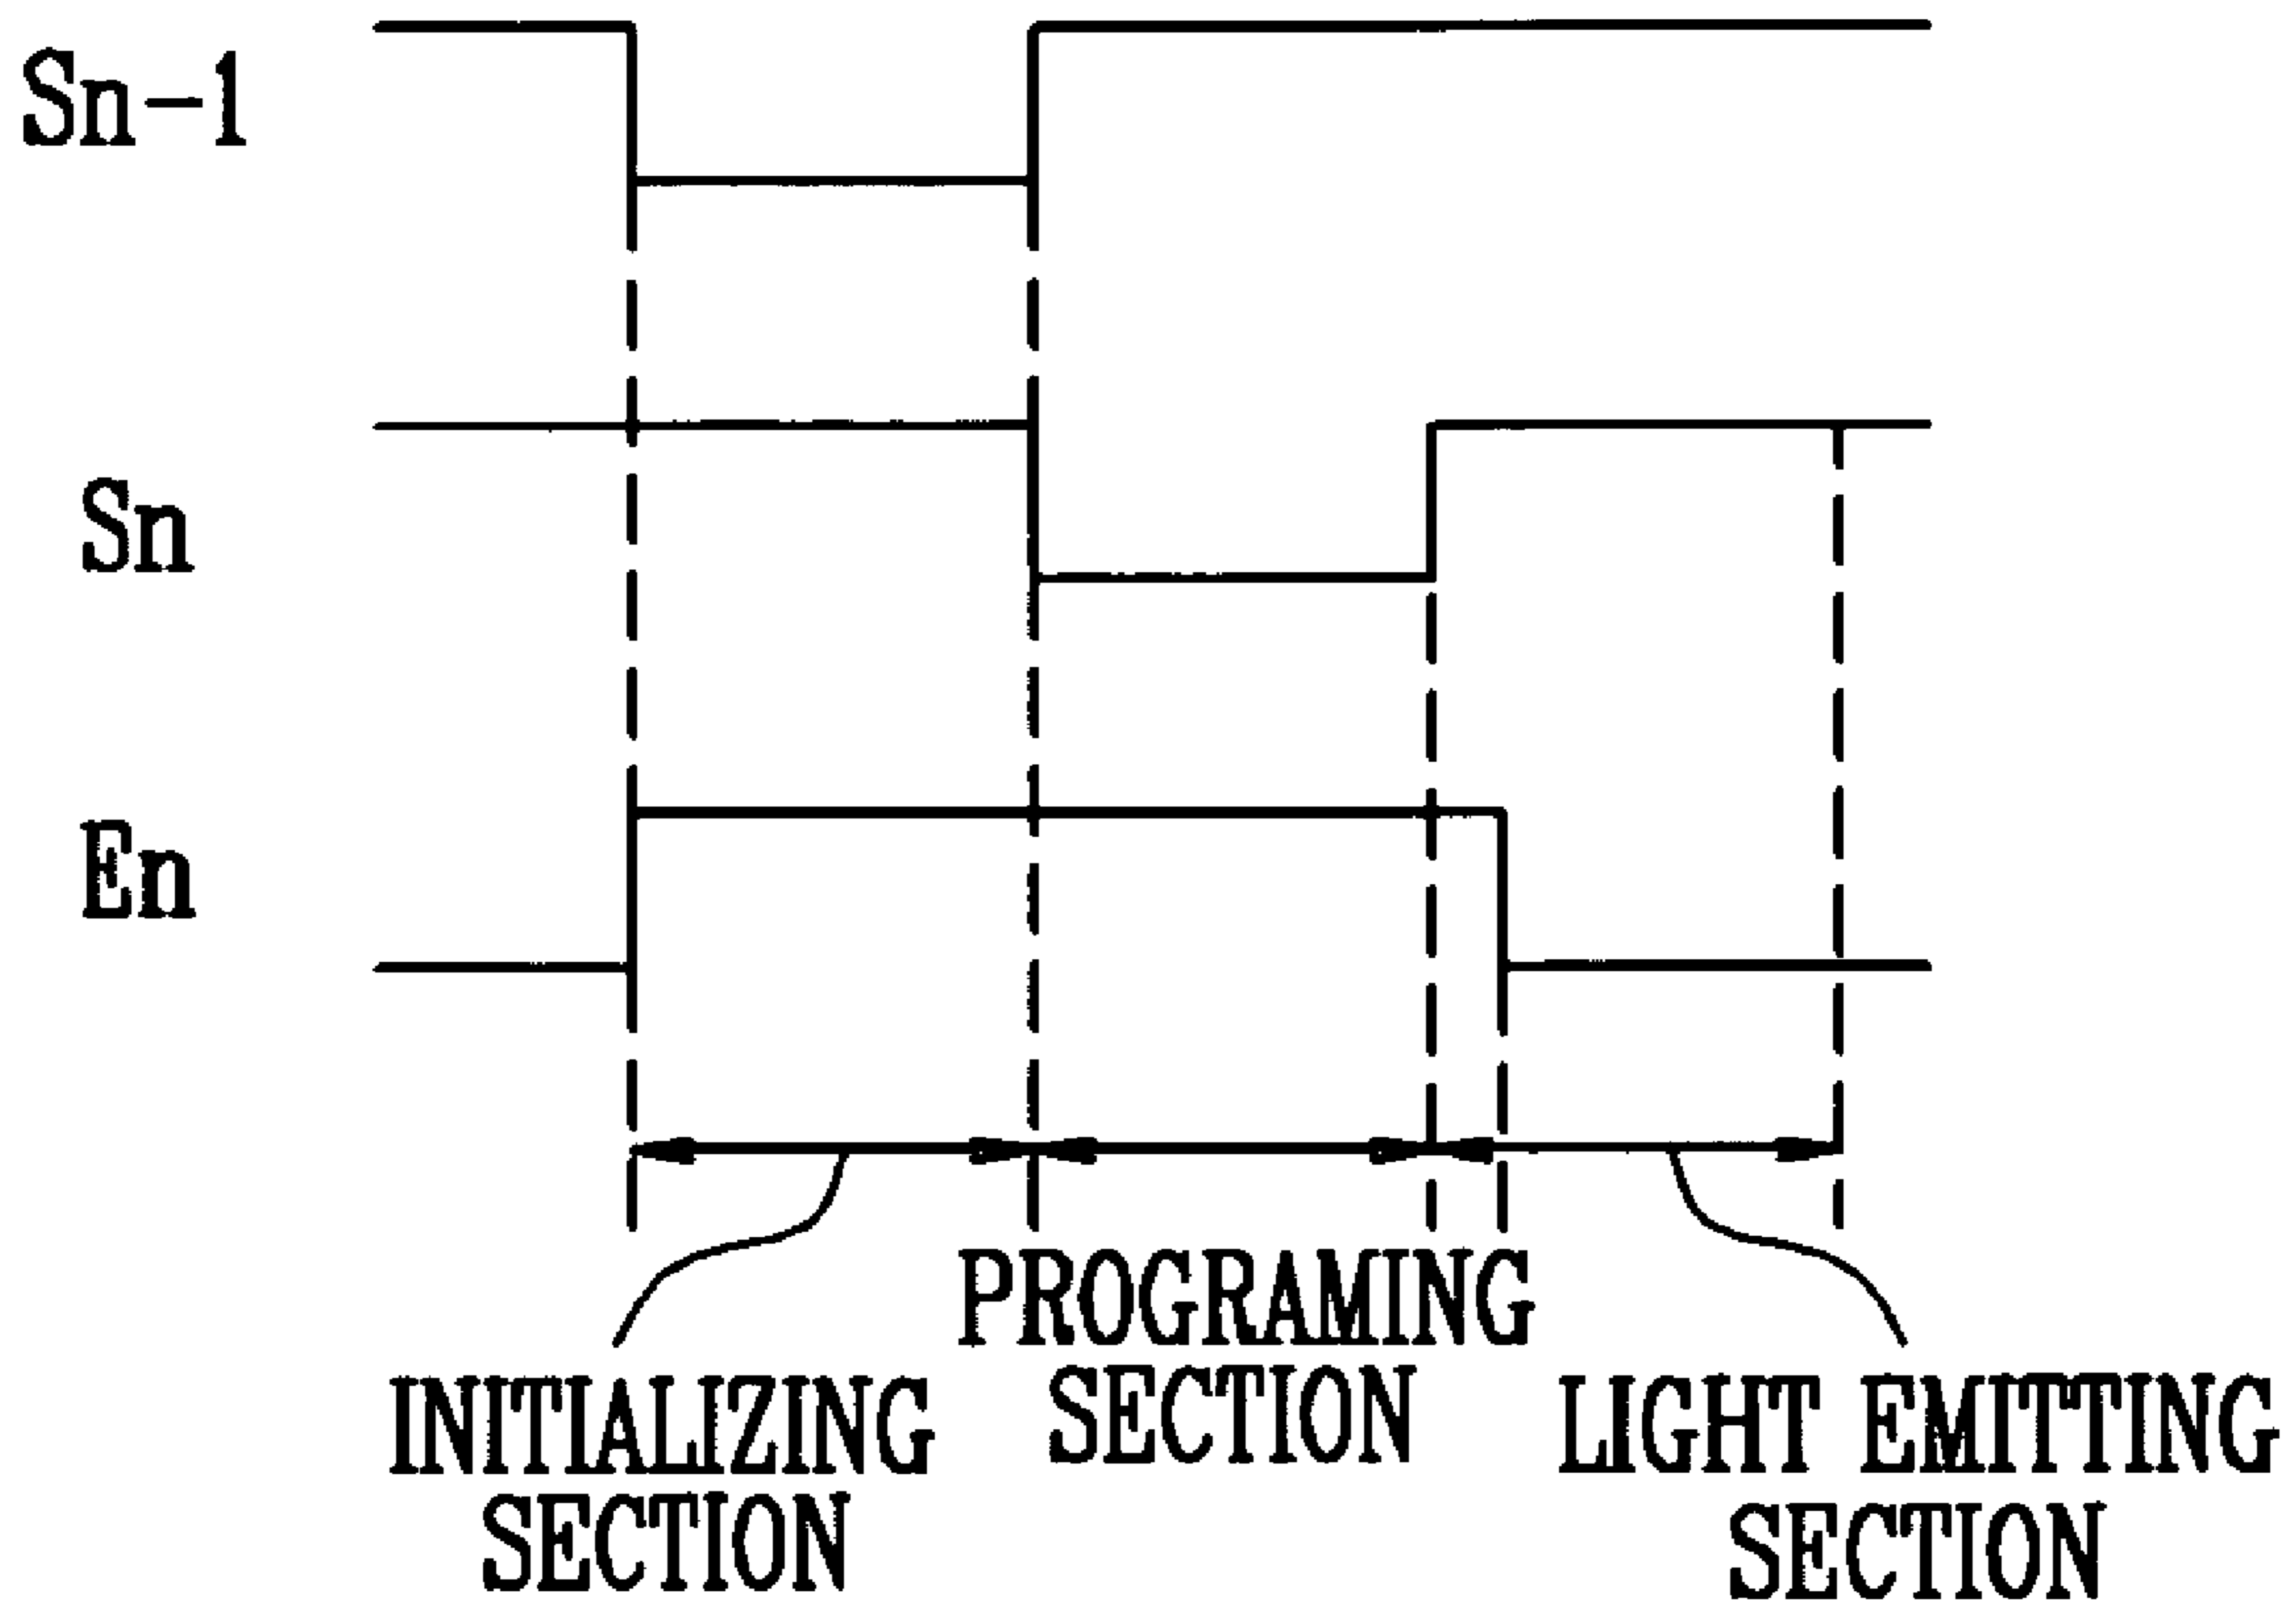 Sn-1
Sn
En
PROGRAMING
SECTION
INITIALIZING
SECTION
LIGHT EMITTING
SECTION